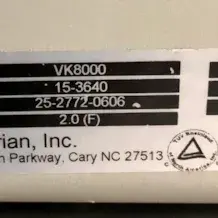 VK8000
15-3640
25-2772-0606
2.0 (F)
rian, Inc.
n Parkway, Cary NC 27513